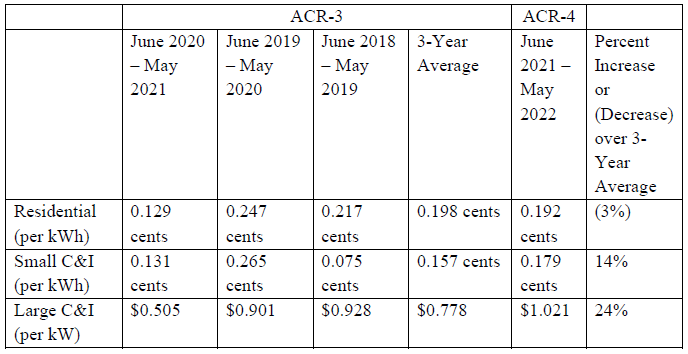 ACR-3 ACR-4
June 2020 June 2019 June 2018 3-Year June Percent
– May – May – May Average 2021 – Increase
2021 2020 2019 May or
2022 (Decrease)
over 3-
Year
Average
Residential 0.129 0.247 0.217 0.198 cents 0.192 (3%)
(per kWh) cents cents cents cents
Small C&I 0.131 0.265 0.075 0.157 cents 0.179 14%
(per kWh) cents cents cents cents
Large C&I $0.505 $0.901 $0.928 $0.778 $1.021 24%
(per kW)